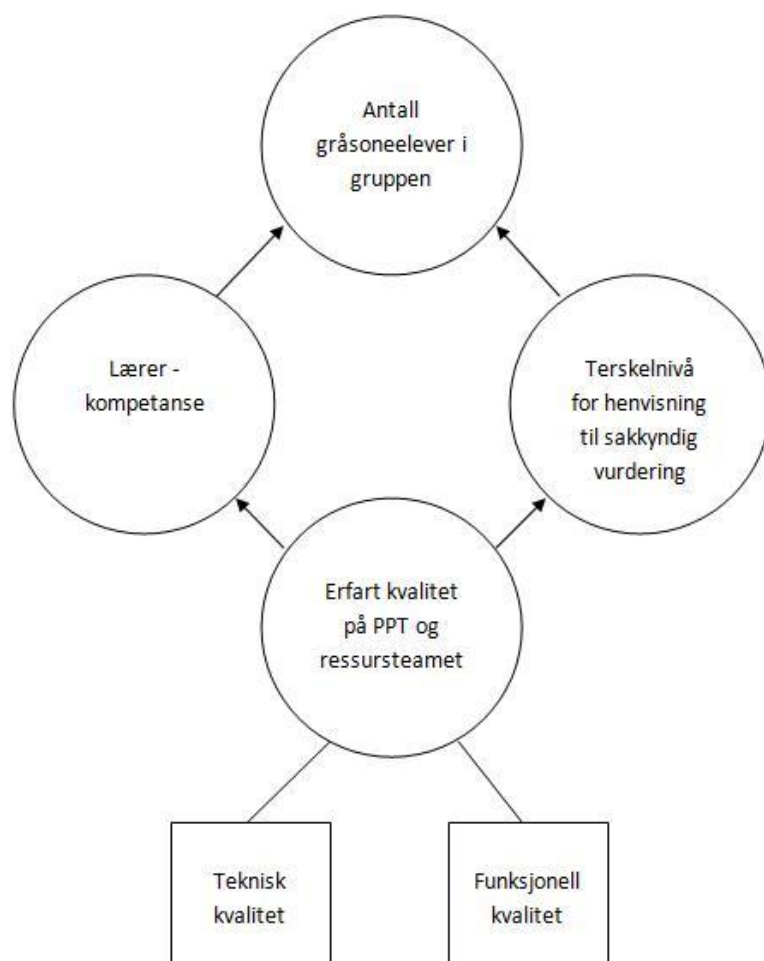 Antall
gråsoneelever i
gruppen
Lærer -
kompetanse
Terskelnivå
for henvisning
til sakkyndig
vurdering
Erfart kvalitet
på PPT og
ressursteamet
Teknisk
kvalitet
Funksjonell
kvalitet